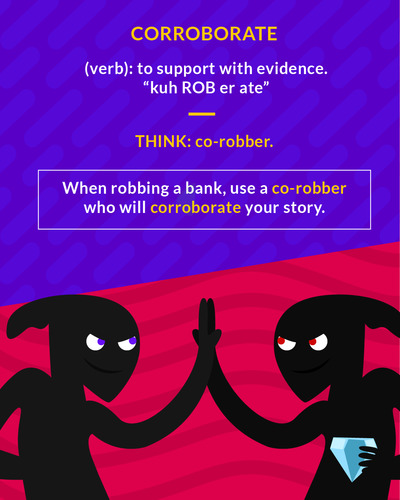 CORROBORATE
(verb): to support with evidence.
“kuh ROB er ate”
THINK: co-robber.
When robbing a bank, use a co-robber
who will corroborate your story.